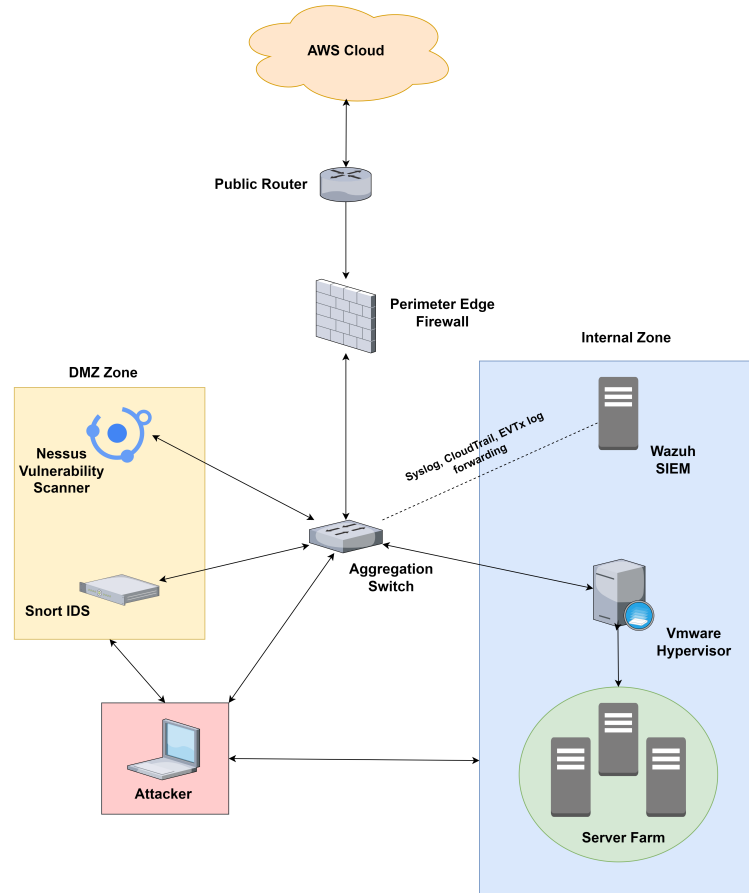 AWS Cloud
Public Router
Perimeter Edge
Firewall
Internal Zone
DMZ Zone
Nessus
Vulnerability
Scanner
Syslog, CloudTrail, EVTx log
forwarding
Wazuh
SIEM
Aggregation
Switch
Snort IDS
Vmware
Hypervisor
Attacker
Server Farm